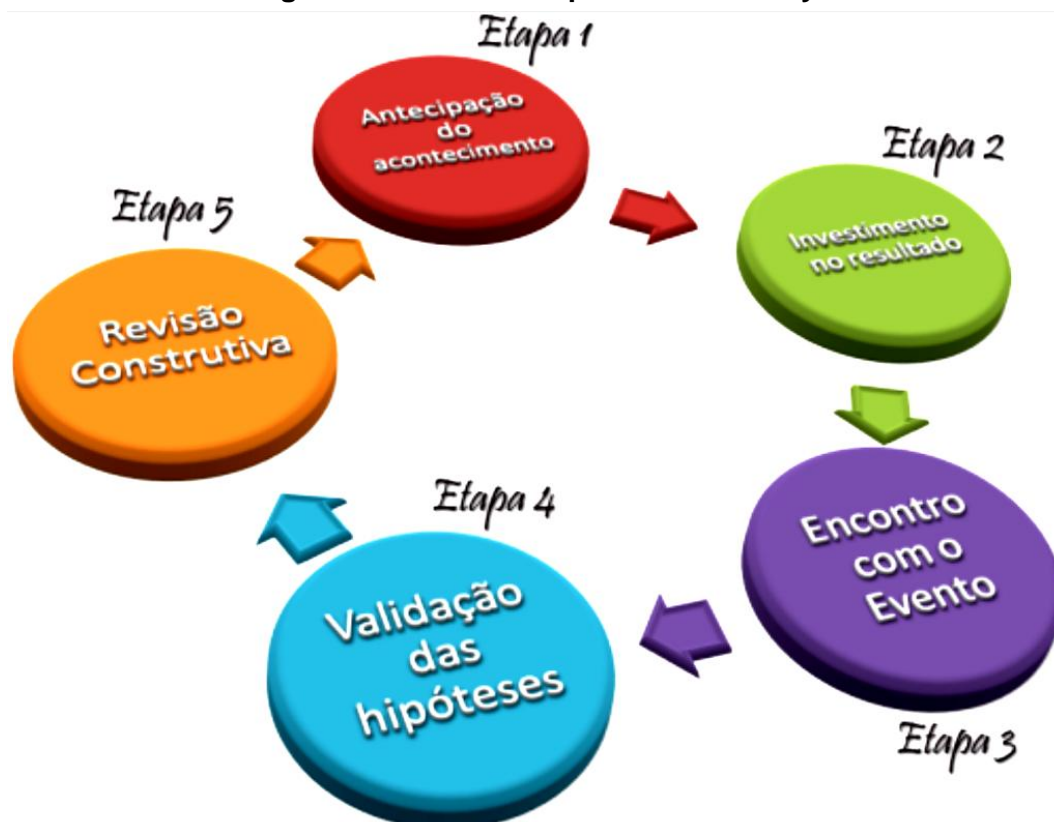 Etapa 1
Antecipação
do
acontecimento
Etapa 2
Investimento
no resultado
Encontro
com o
Evento
Etapa 3
Etapa 4
Validação
das
hipóteses
Etapa 5
Revisão
Construtiva